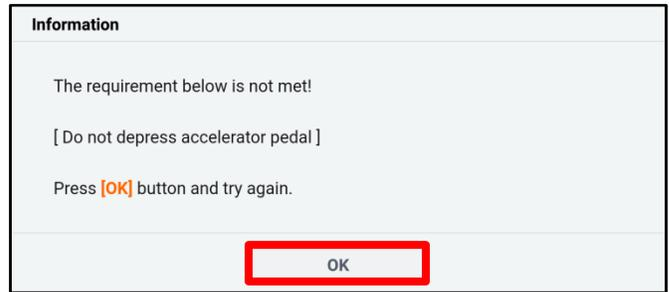 Information
The requirement below is not met!
[ Do not depress accelerator pedal ]
Press [OK] button and try again.
OK